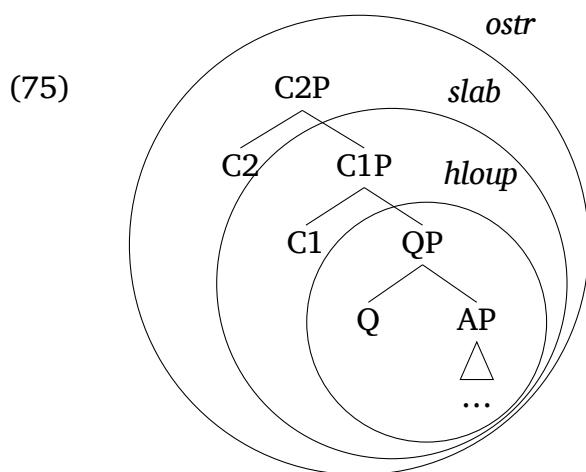 ostr
(75)
C2P
slab
C2
C1P
hloup
C1
QP
Q
AP
...